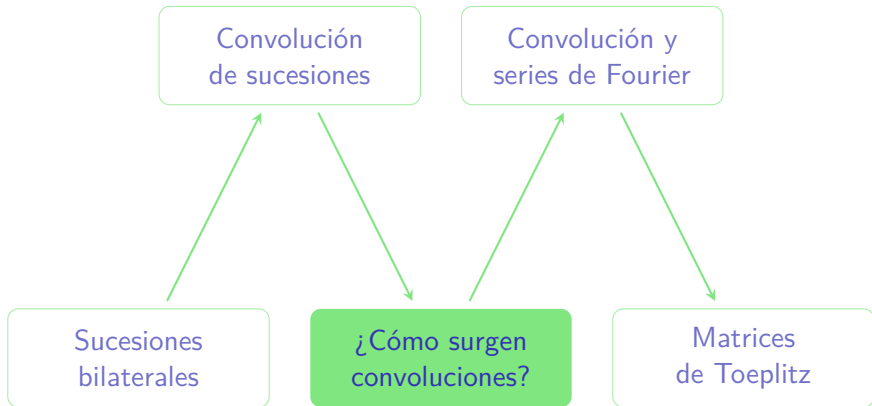 Convolución
de sucesiones
Convolución y
series de Fourier
Sucesiones
bilaterales
¿Cómo surgen
convoluciones?
Matrices
de Toeplitz